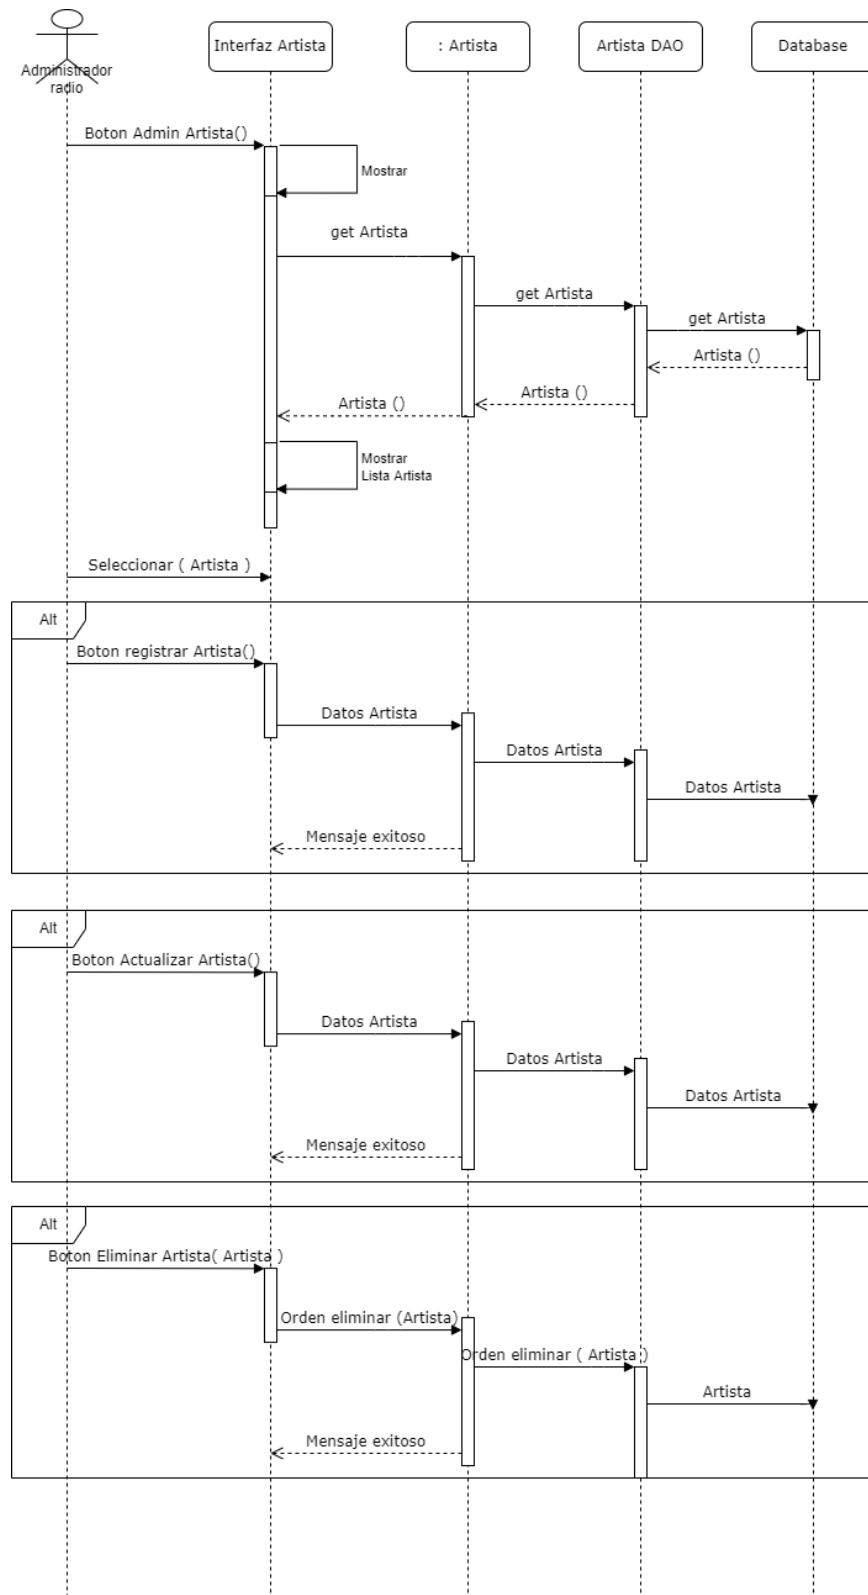 Administrador
radio
Interfaz Artista
: Artista
Artista DAO
Database
Boton Admin Artista()
Mostrar
get Artista
get Artista
get Artista
Artista ()
Artista ()
Artista ()
Mostrar
Lista Artista
Seleccionar ( Artista )
Alt
Boton registrar Artista()
Datos Artista
Datos Artista
Datos Artista
Mensaje exitoso
Alt
Boton Actualizar Artista()
Datos Artista
Datos Artista
Datos Artista
Mensaje exitoso
Alt
Boton Eliminar Artista( Artista )
Orden eliminar (Artista)
Orden eliminar ( Artista )
Artista
Mensaje exitoso